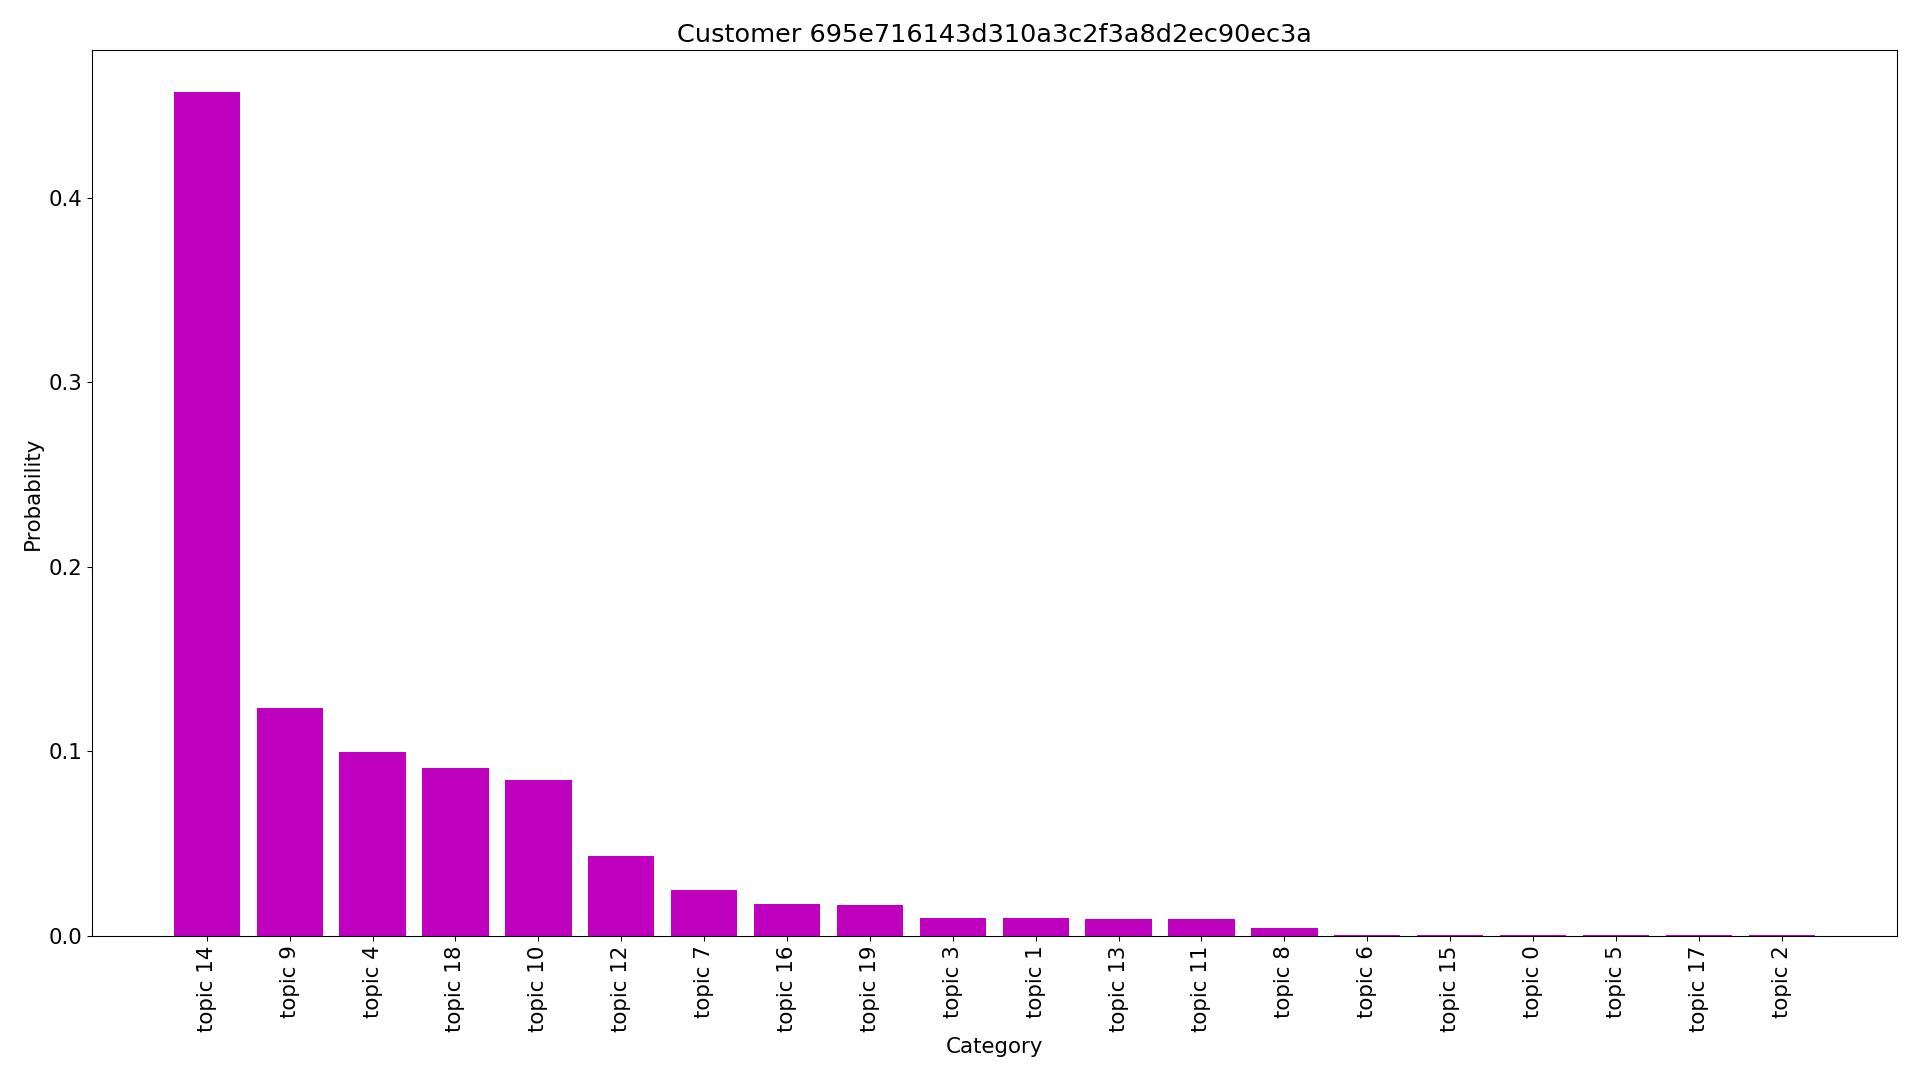 Customer 695e716143d310a3c2f3a8d2ec90ec3a
Probability
0.4
0.3
0.2
0.1
0.0
topic 14
topic 9
topic 4
topic 18
topic 10
topic 12
topic 7
topic 16
topic 19
topic 3
topic 1
topic 13
topic 11
topic 8
topic 6
topic 15
topic 0
topic 5
topic 17
topic 2
Category